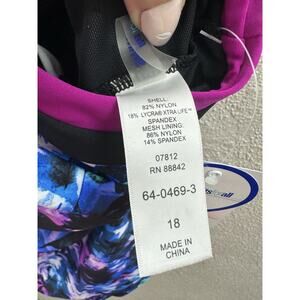 SHELL:
82% NYLON
18% LYCRA® XTRA LIFE™
SPANDEX
MESH LINING:
86% NYLON
14% SPANDEX
07812
RN 88842
64-0469-3
18
MADE IN
CHINA
all